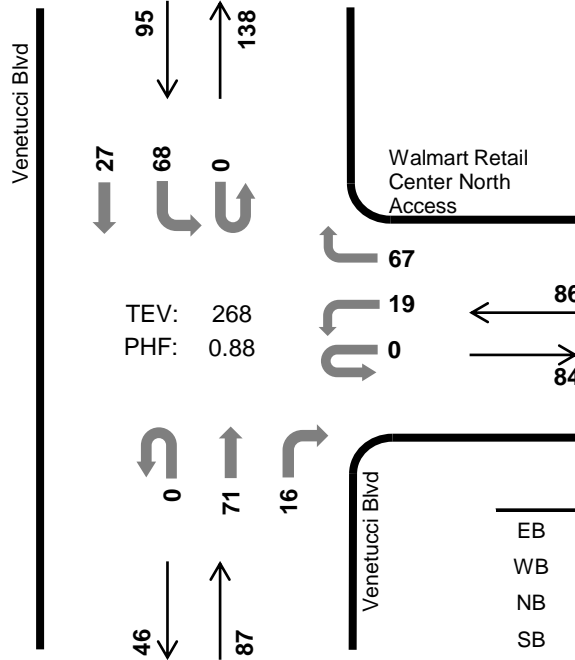 95
138
Venetucci Blvd
27
68
0
Walmart Retail
Center North
Access
67
19
0
86
84
TEV: 268
PHF: 0.88
0
71
16
Venetucci Blvd
46
87
EB
WB
NB
SB